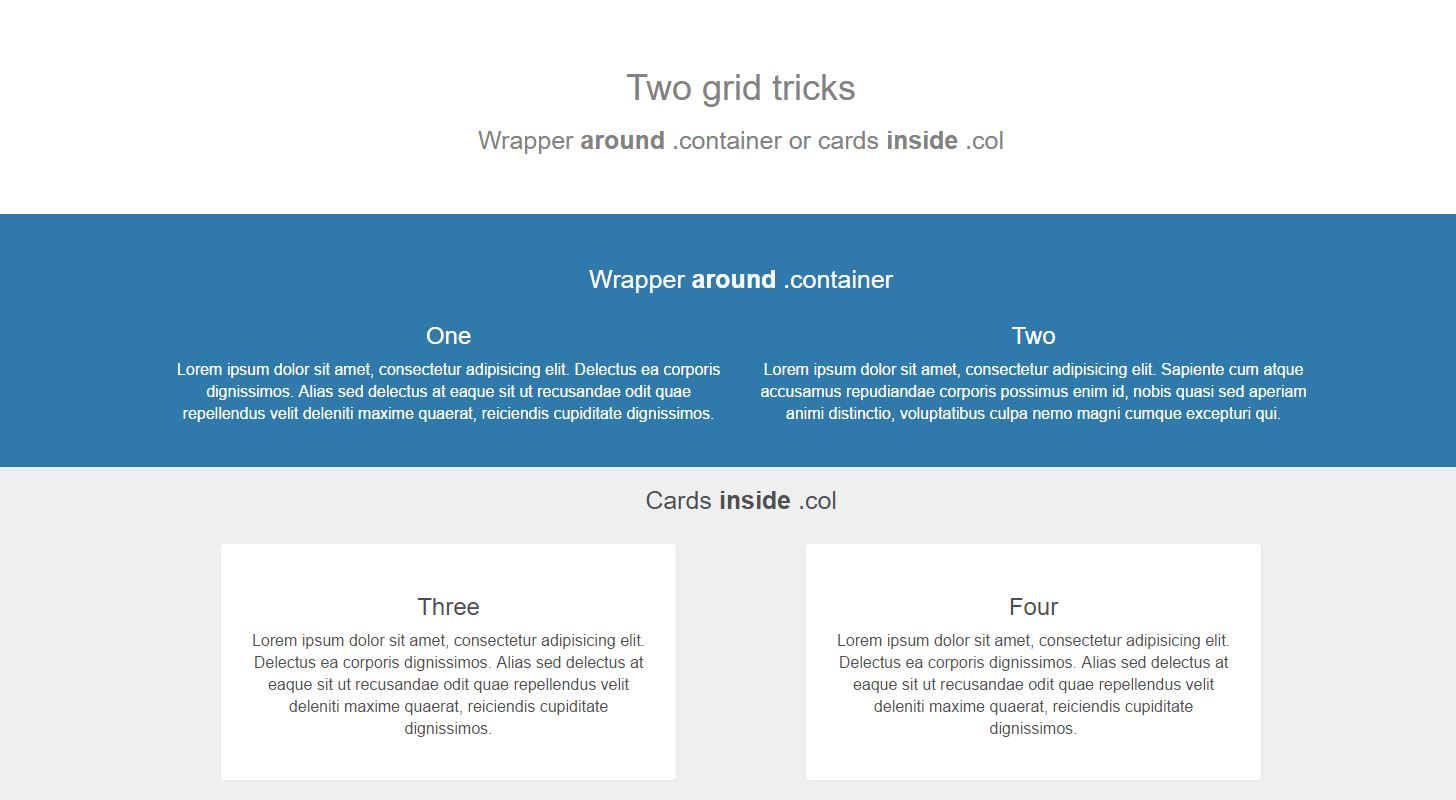 Two grid tricks
Wrapper around .container or cards inside .col
Wrapper around .container
One
Lorem ipsum dolor sit amet, consectetur adipisicing elit. Delectus ea corporis
dignissimos. Alias sed delectus at eaque sit ut recusandae odit quae
repellendus velit deleniti maxime quaerat, reiciendis cupiditate dignissimos.
Two
Lorem ipsum dolor sit amet, consectetur adipisicing elit. Sapiente cum atque
accusamus repudiandae corporis possimus enim id, nobis quasi sed aperiam
animi distinctio, voluptatibus culpa nemo magni cumque excepturi qui.
Cards inside .col
Three
Lorem ipsum dolor sit amet, consectetur adipisicing elit.
Delectus ea corporis dignissimos. Alias sed delectus at
eaque sit ut recusandae odit quae repellendus velit
deleniti maxime quaerat, reiciendis cupiditate
dignissimos.
Four
Lorem ipsum dolor sit amet, consectetur adipisicing elit.
Delectus ea corporis dignissimos. Alias sed delectus at
eaque sit ut recusandae odit quae repellendus velit
deleniti maxime quaerat, reiciendis cupiditate
dignissimos.